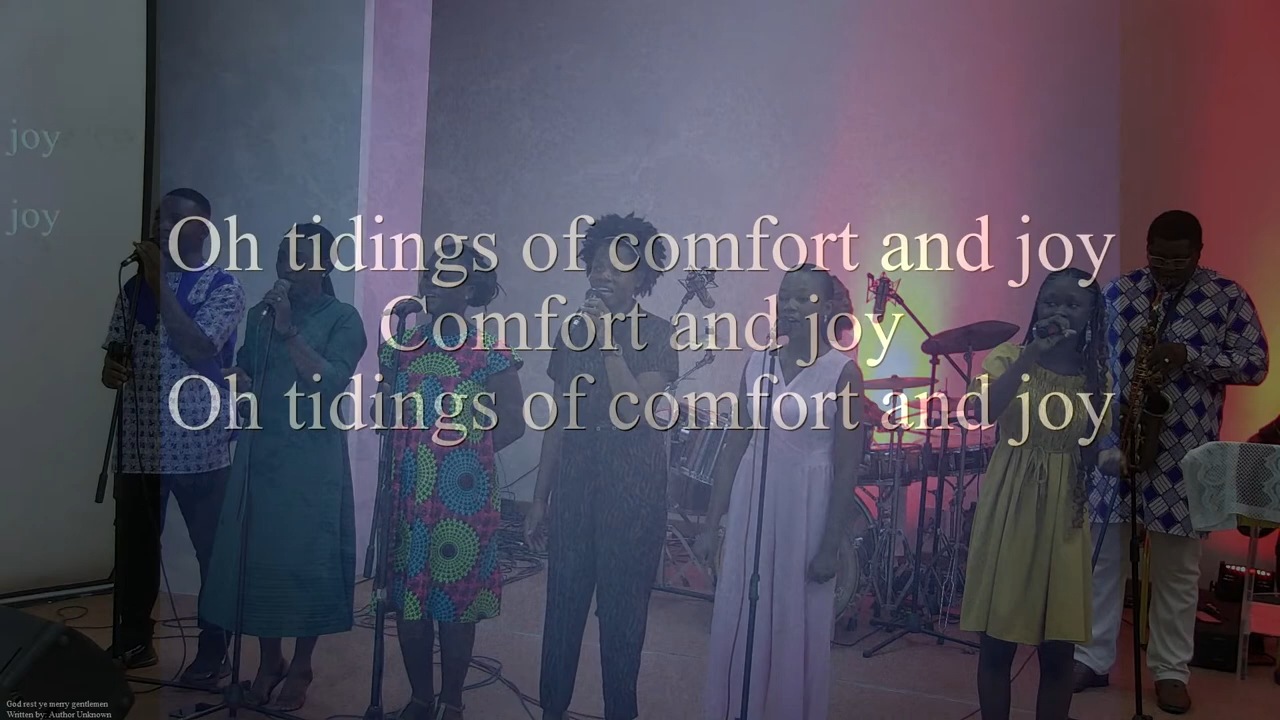 joy
joy
Oh tidings of comfort and joy
Comfort and joy
Oh tidings of comfort and joy
God rest ye merry gentlemen
Written by: Author Unknown